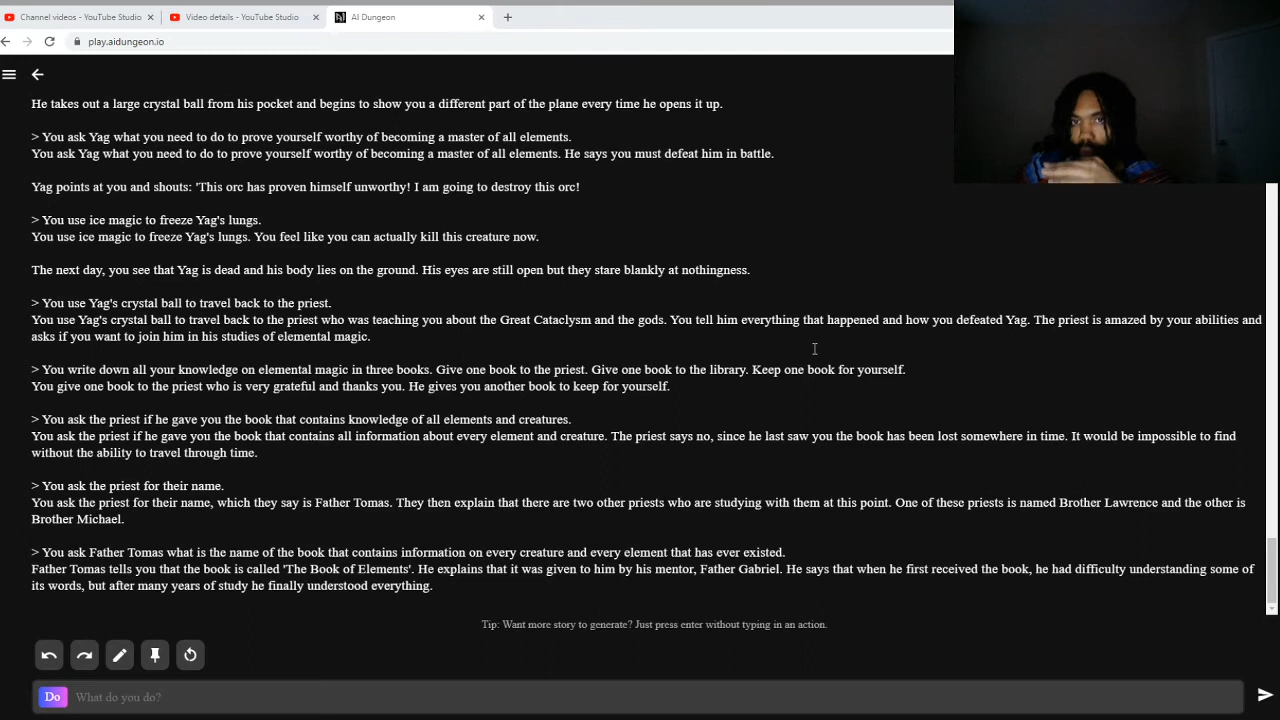 Channel videos - YouTube Studio
Video details - YouTube Studio
AI Dungeon
play.aidungeon.io
He takes out a large crystal ball from his pocket and begins to show you a different part of the plane every time he opens it up.
> You ask Yag what you need to do to prove yourself worthy of becoming a master of all elements.
You ask Yag what you need to do to prove yourself worthy of becoming a master of all elements. He says you must defeat him in battle.
Yag points at you and shouts: 'This orc has proven himself unworthy! I am going to destroy this orc!
> You use ice magic to freeze Yag's lungs.
You use ice magic to freeze Yag's lungs. You feel like you can actually kill this creature now.
The next day, you see that Yag is dead and his body lies on the ground. His eyes are still open but they stare blankly at nothingness.
> You use Yag's crystal ball to travel back to the priest.
You use Yag's crystal ball to travel back to the priest who was teaching you about the Great Cataclysm and the gods. You tell him everything that happened and how you defeated Yag. The priest is amazed by your abilities and
asks if you want to join him in his studies of elemental magic.
> You write down all your knowledge on elemental magic in three books. Give one book to the priest. Give one book to the library. Keep one book for yourself.
You give one book to the priest who is very grateful and thanks you. He gives you another book to keep for yourself.
> You ask the priest if he gave you the book that contains knowledge of all elements and creatures.
You ask the priest if he gave you the book that contains all information about every element and creature. The priest says no, since he last saw you the book has been lost somewhere in time. It would be impossible to find
without the ability to travel through time.
> You ask the priest for their name.
You ask the priest for their name, which they say is Father Tomas. They then explain that there are two other priests who are studying with them at this point. One of these priests is named Brother Lawrence and the other is
Brother Michael.
> You ask Father Tomas what is the name of the book that contains information on every creature and every element that has ever existed.
Father Tomas tells you that the book is called 'The Book of Elements'. He explains that it was given to him by his mentor, Father Gabriel. He says that when he first received the book, he had difficulty understanding some of
its words, but after many years of study he finally understood everything.
Tip: Want more story to generate? Just press enter without typing in an action.
Do What do you do?